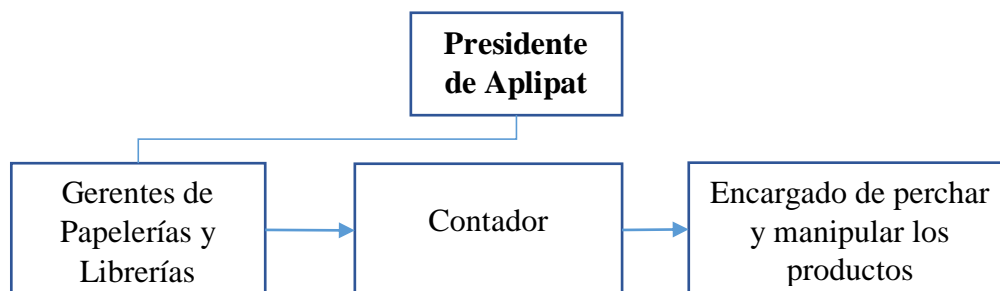 Presidente
de Aplipat
Gerentes de
Papelerías y
Librerías
Contador
Encargado de perchar
y manipular los
productos